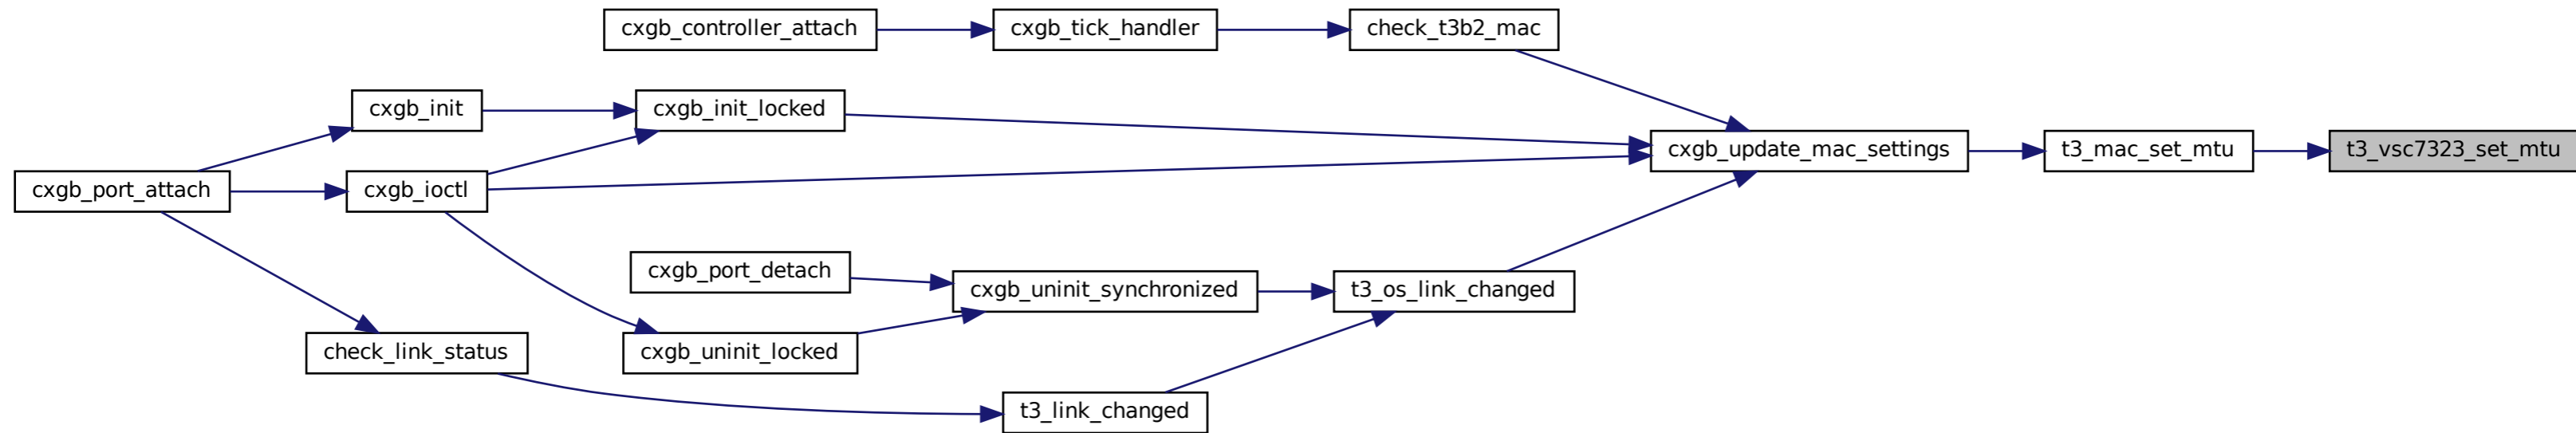 cxgb_controller_attach
cxgb_tick_handler
check_t3b2_mac
cxgb_init
cxgb_init_locked
cxgb_update_mac_settings
t3_mac_set_mtu
t3_vsc7323_set_mtu
cxgb_port_attach
cxgb_ioctl
cxgb_port_detach
cxgb_uninit_synchronized
t3_os_link_changed
check_link_status
cxgb_uninit_locked
t3_link_changed